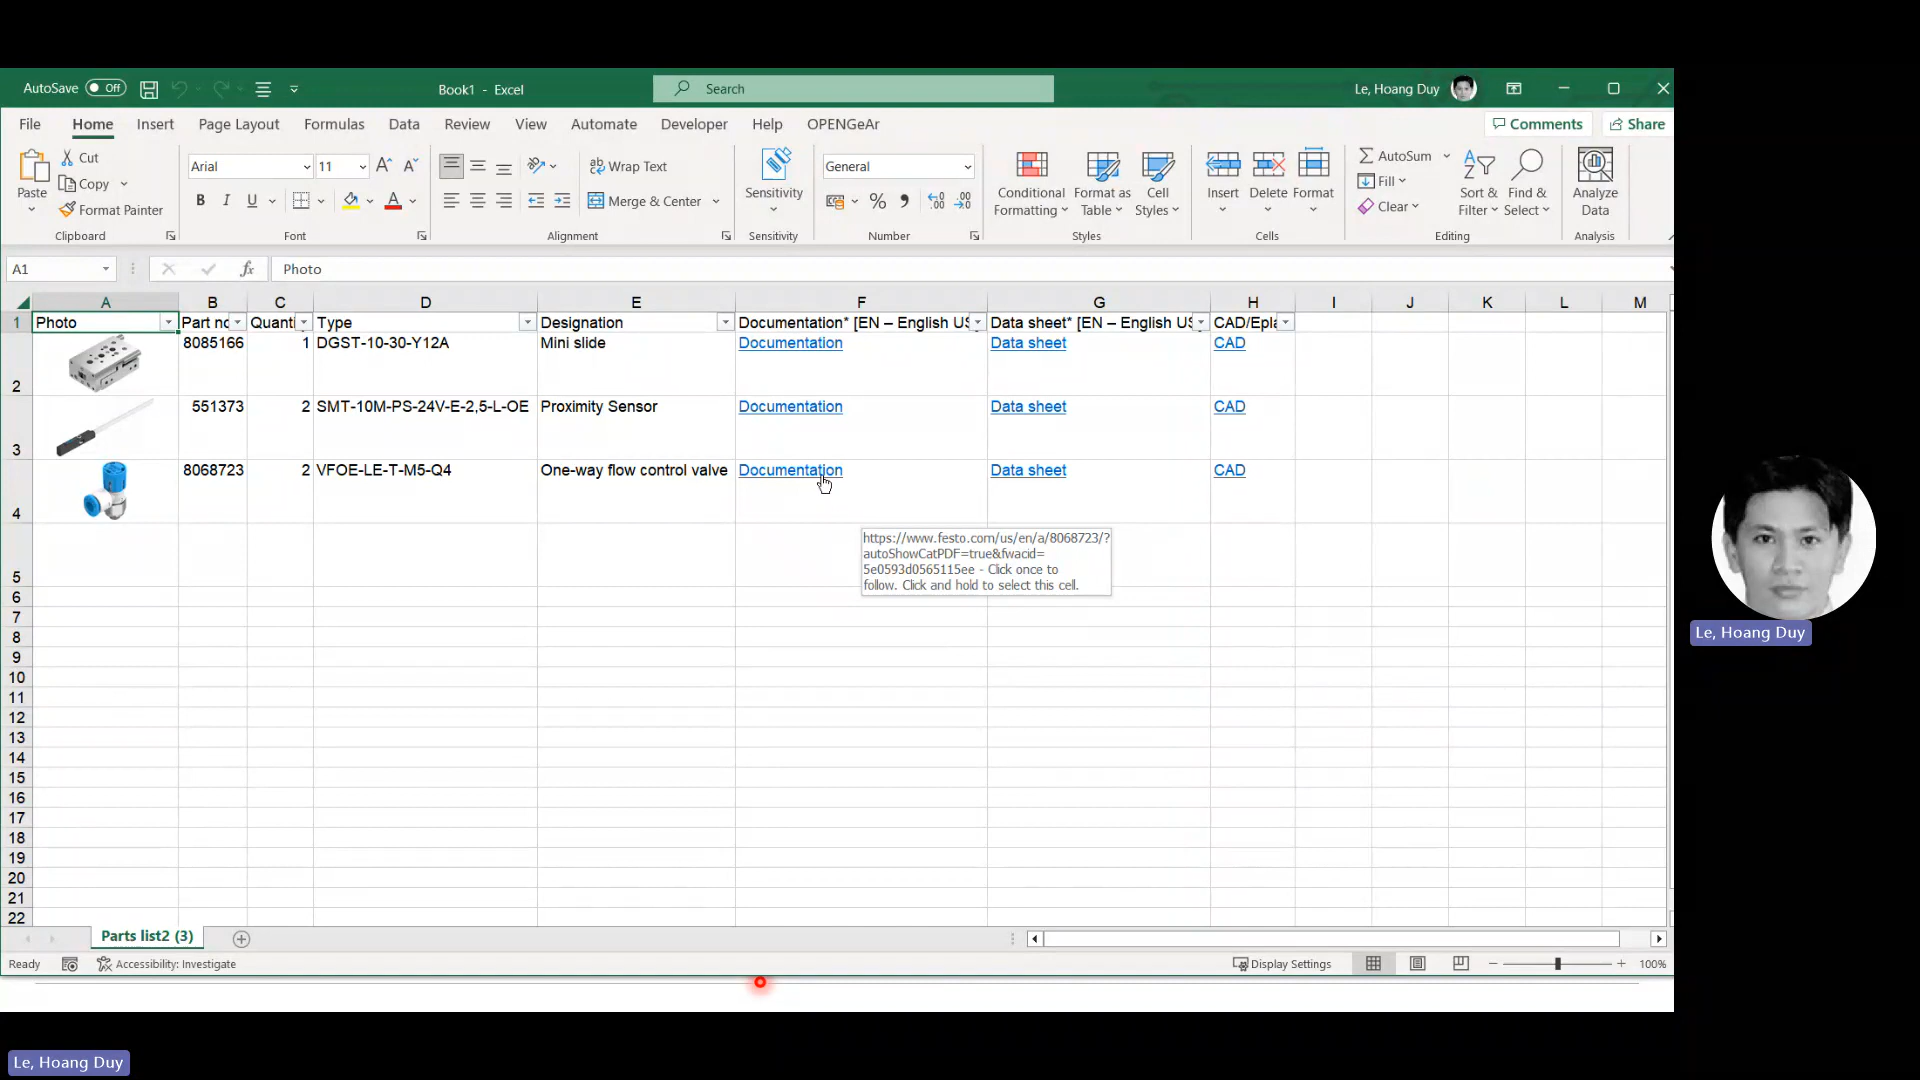 AutoSave Off Book1 - Excel Search Le, Hoang Duy
File Home Insert Page Layout Formulas Data Review View Automate Developer Help OPENGeAr Comments Share
Paste Cut Copy Format Painter Clipboard
Arial 11 B I U A Font
ab Wrap Text Merge & Center Alignment
Sensitivity Sensitivity
General % Number
Conditional Formatting Format as Table Cell Styles Styles
Insert Delete Format Cells
AutoSum Fill Clear Sort & Filter Find & Select Editing
Analyze Data Analysis
A1 fx Photo
A B C D E F G H I J K L M
1 Photo Part no Quanti Type Designation Documentation* [EN – English US Data sheet* [EN – English US CAD/Epla
2 8085166 1 DGST-10-30-Y12A Mini slide Documentation Data sheet CAD
3 551373 2 SMT-10M-PS-24V-E-2,5-L-OE Proximity Sensor Documentation Data sheet CAD
4 8068723 2 VFOE-LE-T-M5-Q4 One-way flow control valve Documentation Data sheet CAD
https://www.festo.com/us/en/a/8068723/?
autoShowCatPDF=true&fwacid=
5e0593d0565115ee - Click once to
follow. Click and hold to select this cell.
5
6
7
8
9
10
11
12
13
14
15
16
17
18
19
20
21
22
Parts list2 (3)
Ready Accessibility: Investigate Display Settings 100%
Le, Hoang Duy
Le, Hoang Duy